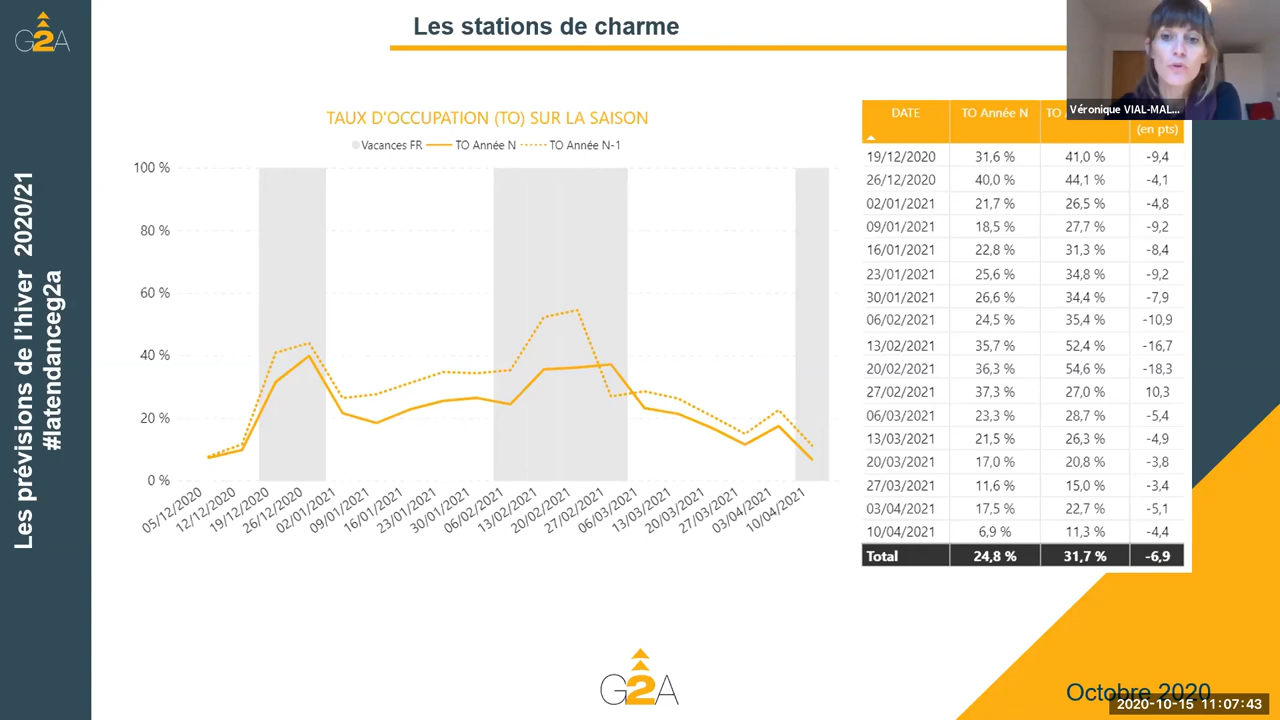 Les stations de charme
G2A
Les prévisions de l'hiver 2020/21
#latendanceg2a
TAUX D'OCCUPATION (TO) SUR LA SAISON
Vacances FR TO Année N TO Année N-1
100 %
80 %
60 %
40 %
20 %
0 %
05/12/2020
12/12/2020
19/12/2020
26/12/2020
02/01/2021
09/01/2021
16/01/2021
23/01/2021
30/01/2021
06/02/2021
13/02/2021
20/02/2021
27/02/2021
06/03/2021
13/03/2021
20/03/2021
27/03/2021
03/04/2021
10/04/2021
Véronique VIAL-MAL...
DATE TO Année N TO
(en pts)
19/12/2020 31,6 % 41,0 % -9,4
26/12/2020 40,0 % 44,1 % -4,1
02/01/2021 21,7 % 26,5 % -4,8
09/01/2021 18,5 % 27,7 % -9,2
16/01/2021 22,8 % 31,3 % -8,4
23/01/2021 25,6 % 34,8 % -9,2
30/01/2021 26,6 % 34,4 % -7,9
06/02/2021 24,5 % 35,4 % -10,9
13/02/2021 35,7 % 52,4 % -16,7
20/02/2021 36,3 % 54,6 % -18,3
27/02/2021 37,3 % 27,0 % 10,3
06/03/2021 23,3 % 28,7 % -5,4
13/03/2021 21,5 % 26,3 % -4,9
20/03/2021 17,0 % 20,8 % -3,8
27/03/2021 11,6 % 15,0 % -3,4
03/04/2021 17,5 % 22,7 % -5,1
10/04/2021 6,9 % 11,3 % -4,4
Total 24,8 % 31,7 % -6,9
G2A
Octobre 2020
2020-10-15 11:07:43